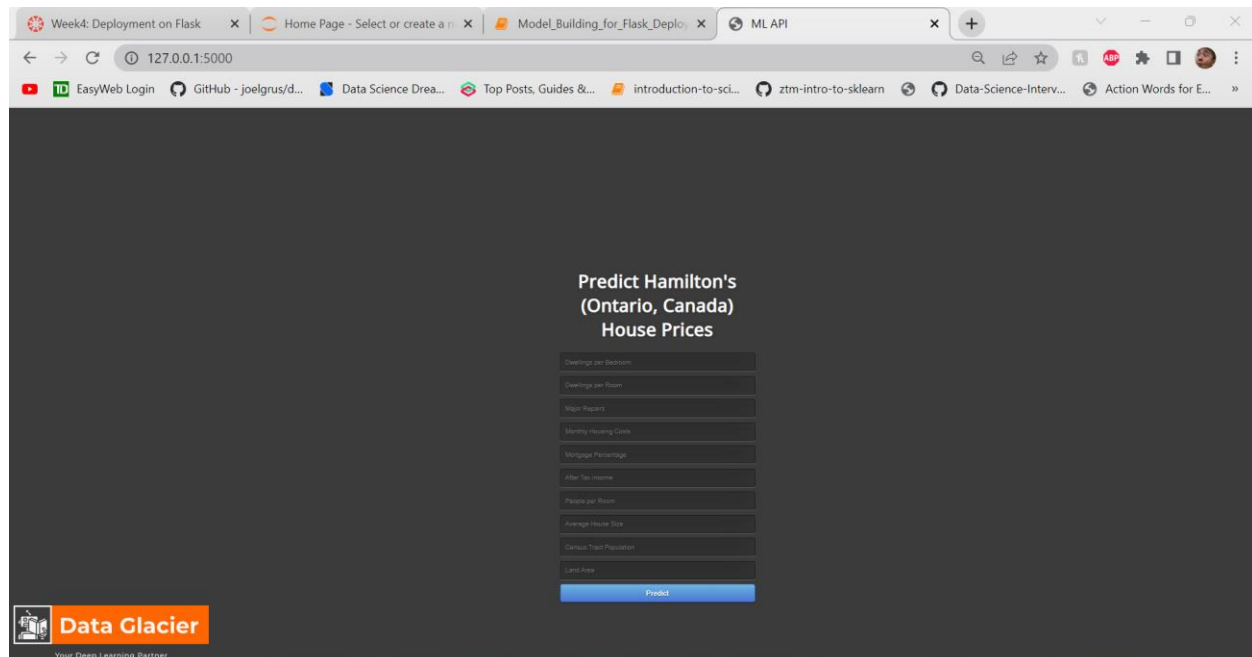 Week4: Deployment on Flask
Home Page - Select or create a n
Model_Building_for_Flask_Deploy
ML API
127.0.0.1:5000
ABP
TD EasyWeb Login
GitHub - joelgrus/d...
Data Science Drea...
Top Posts, Guides &...
introduction-to-sci...
ztm-intro-to-sklearn
Data-Science-Interv...
Action Words for E...
Predict Hamilton's
(Ontario, Canada)
House Prices
Dwellings per Bedroom
Dwellings per Room
Major Repairs
Monthly Housing Costs
Mortgage Percentage
After Tax Income
People per Room
Average House Size
Census Tract Population
Land Area
Predict
Data Glacier
Your Deep Learning Partner